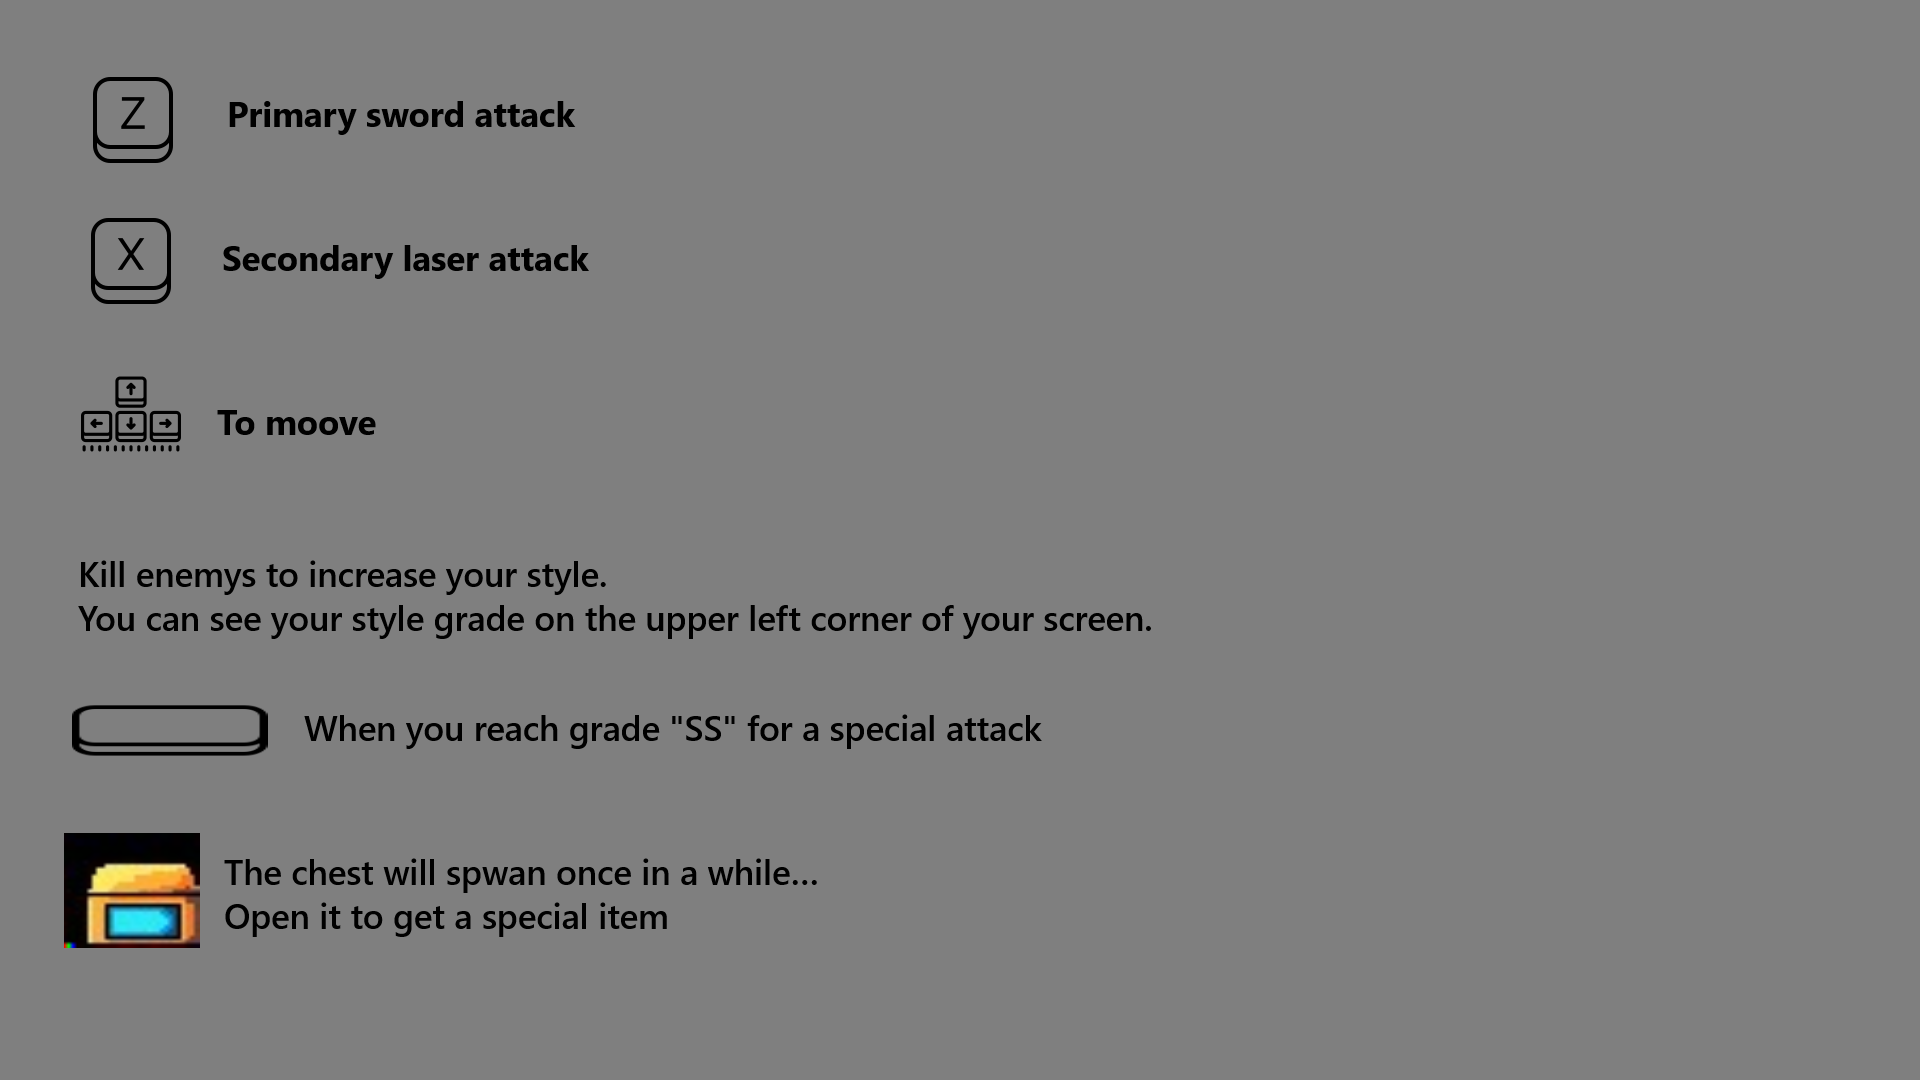 Z Primary sword attack
X Secondary laser attack
To moove
Kill enemys to increase your style.
You can see your style grade on the upper left corner of your screen.
When you reach grade "SS" for a special attack
The chest will spwan once in a while...
Open it to get a special item